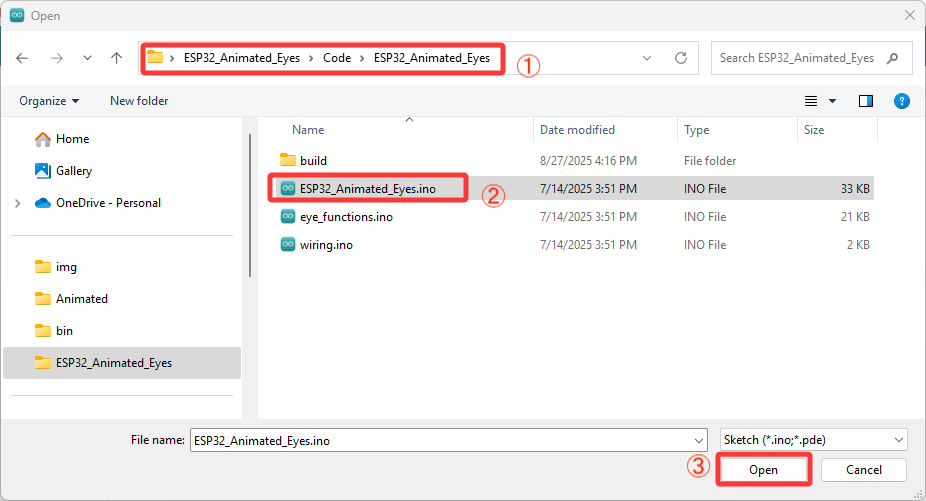 Open
ESP32_Animated_Eyes > Code > ESP32_Animated_Eyes ① Search ESP32_Animated_Eyes
Organize New folder ?
Name Date modified Type Size
Home
Gallery
OneDrive - Personal
img
Animated
bin
ESP32_Animated_Eyes
build 8/27/2025 4:16 PM File folder
ESP32_Animated_Eyes.ino ② 7/14/2025 3:51 PM INO File 33 KB
eye_functions.ino 7/14/2025 3:51 PM INO File 21 KB
wiring.ino 7/14/2025 3:51 PM INO File 2 KB
File name: ESP32_Animated_Eyes.ino Sketch (*.ino;*.pde)
③ Open Cancel